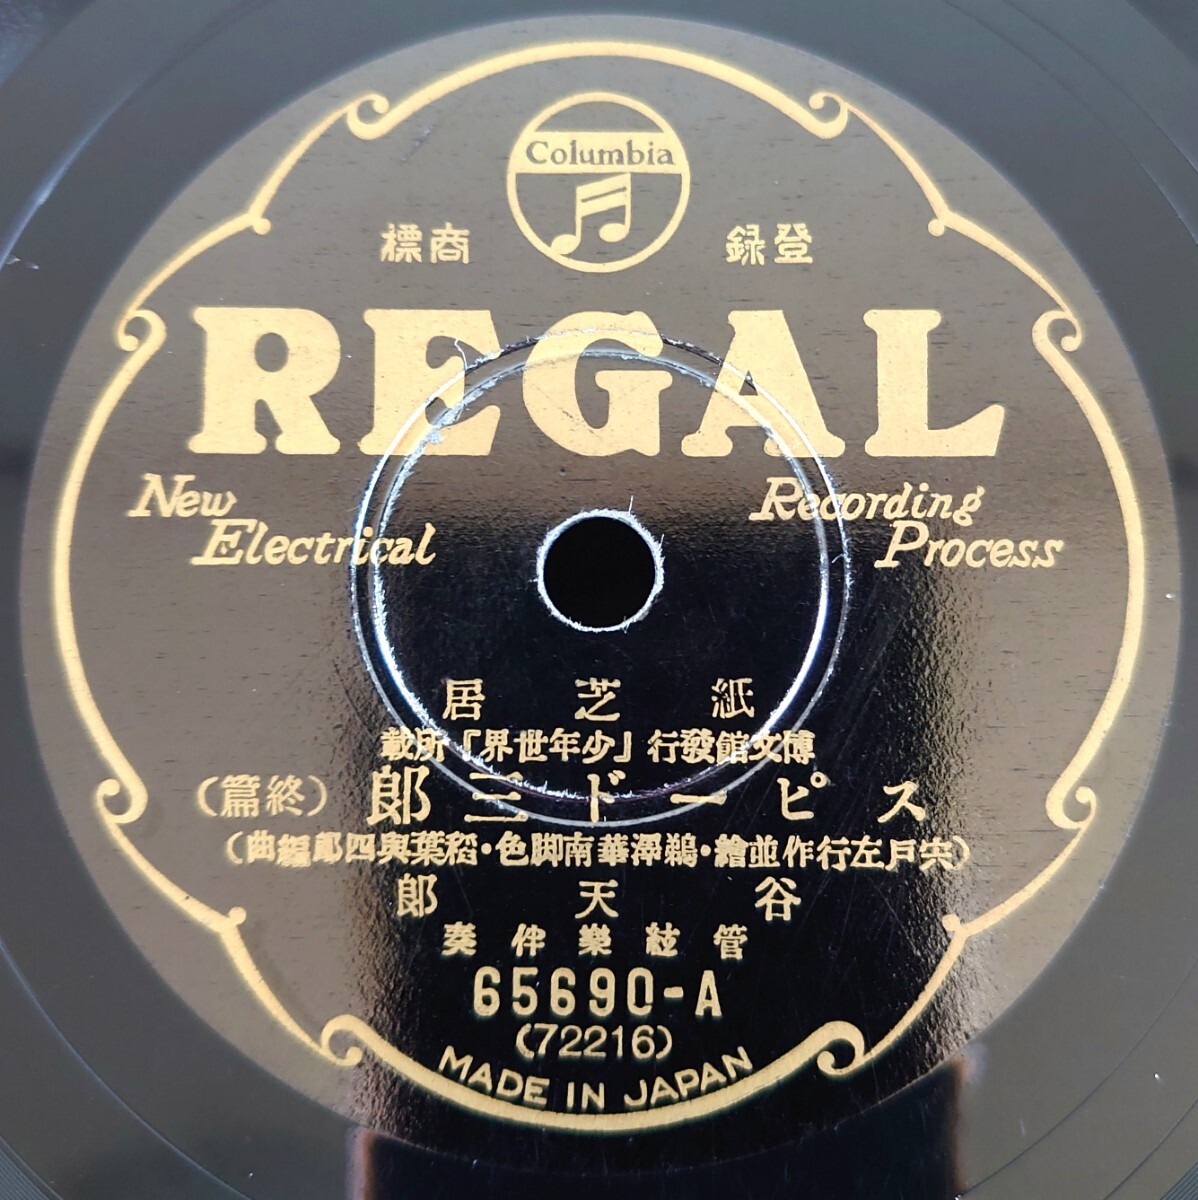 Columbia
登録 商標
REGAL
New Electrical
Recording Process
紙芝居
博文館發行『少年世界』所載
スピード三郎 (終篇)
(宍戸左行作並繪・鵜澤華南脚色・稻葉與四郎編曲)
谷天郎
管絃樂伴奏
65690-A
(72216)
MADE IN JAPAN